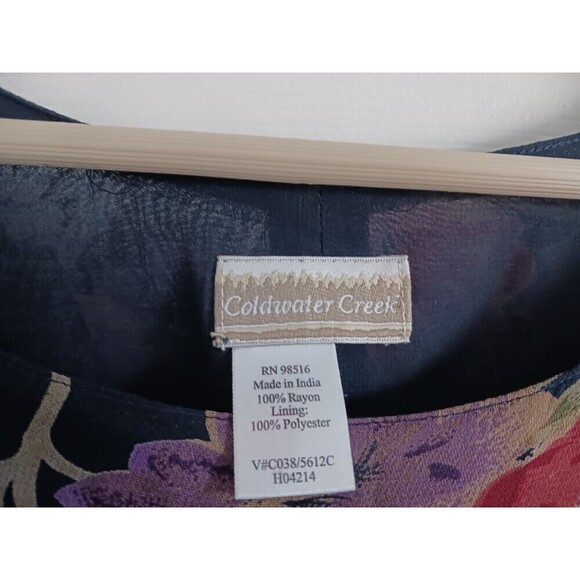 Coldwater Creek
RN 98516
Made in India
100% Rayon
Lining:
100% Polyester
V#C038/5612C
H04214